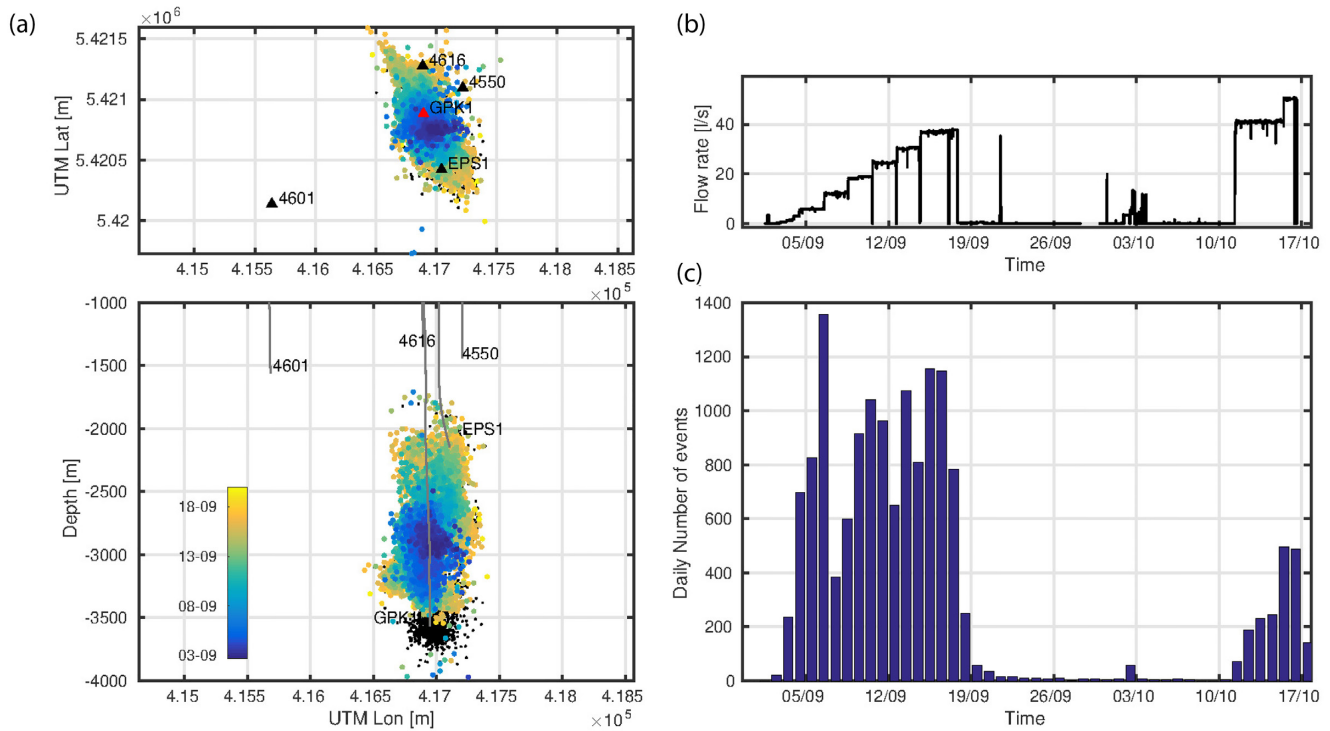 (a)
×10⁶
5.4215
5.421
5.4205
5.42
UTM Lat [m]
4616
4550
GPK1
EPS1
4601
4.15 4.155 4.16 4.165 4.17 4.175 4.18 4.185
×10⁵
-1000
-1500
-2000
-2500
-3000
-3500
-4000
Depth [m]
4601
4616
4550
EPS1
GPK1
18-09
13-09
08-09
03-09
4.15 4.155 4.16 4.165 4.17 4.175 4.18 4.185
UTM Lon [m]
×10⁵
(b)
40
20
0
Flow rate [l/s]
05/09 12/09 19/09 26/09 03/10 10/10 17/10
Time
(c)
1400
1200
1000
800
600
400
200
0
Daily Number of events
05/09 12/09 19/09 26/09 03/10 10/10 17/10
Time